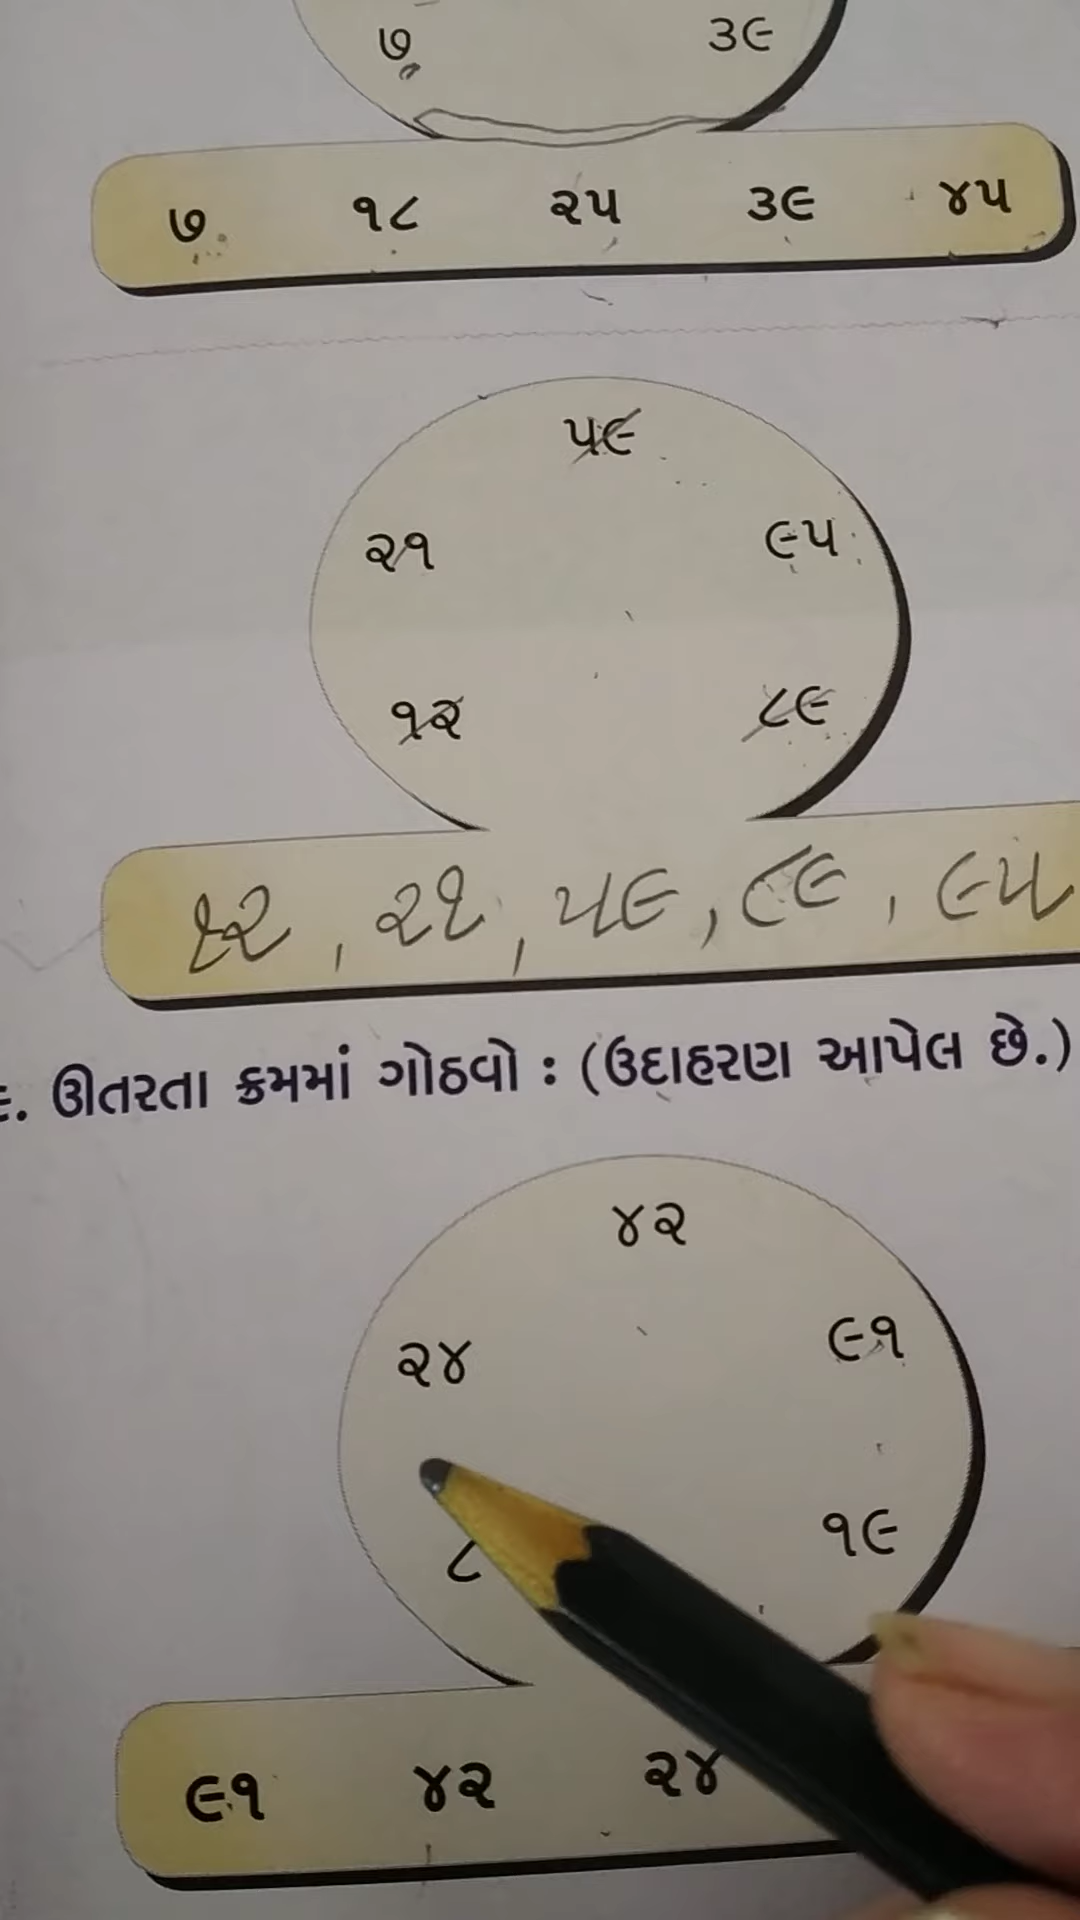 ૭ ૩૯
૭ ૧૮ ૨૫ ૩૯ ૪૫
૫૯
૨૧ ૯૫
૧૨ ૮૯
૧૨ , ૨૧ , ૫૯ , ૮૯ , ૯૫
૯. ઊતરતા ક્રમમાં ગોઠવો : (ઉદાહરણ આપેલ છે.)
૪૨
૨૪ ૯૧
૮ ૧૯
૯૧ ૪૨ ૨૪